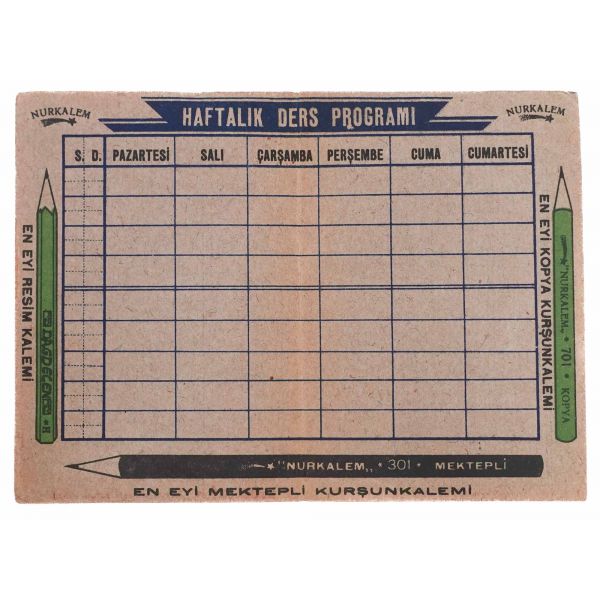 NURKALEM
HAFTALIK DERS PROGRAMI
NURKALEM
S. D. PAZARTESİ SALI ÇARŞAMBA PERŞEMBE CUMA CUMARTESİ
EN EYİ RESİM KALEMİ
H
EN EYİ KOPYA KURŞUNKALEMİ
"NURKALEM„ * 701 * KOPYA
"NURKALEM„ * 301 * MEKTEPLİ
EN EYİ MEKTEPLİ KURŞUNKALEMİ